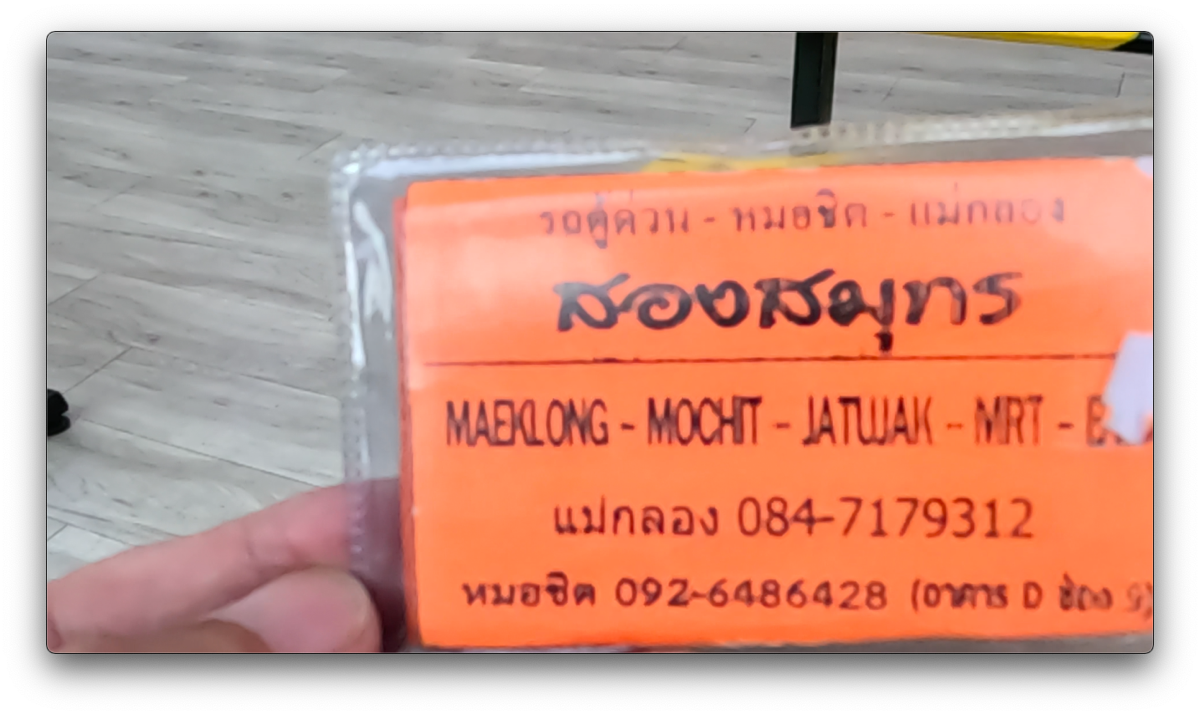 รถตู้ด่วน - หมอชิต - แม่กลอง
สองสมุทร
MAEKLONG - MOCHIT - JATUJAK - MRT -
แม่กลอง 084-7179312
หมอชิต 092-6486428 (อาคาร D ช่อง 9)